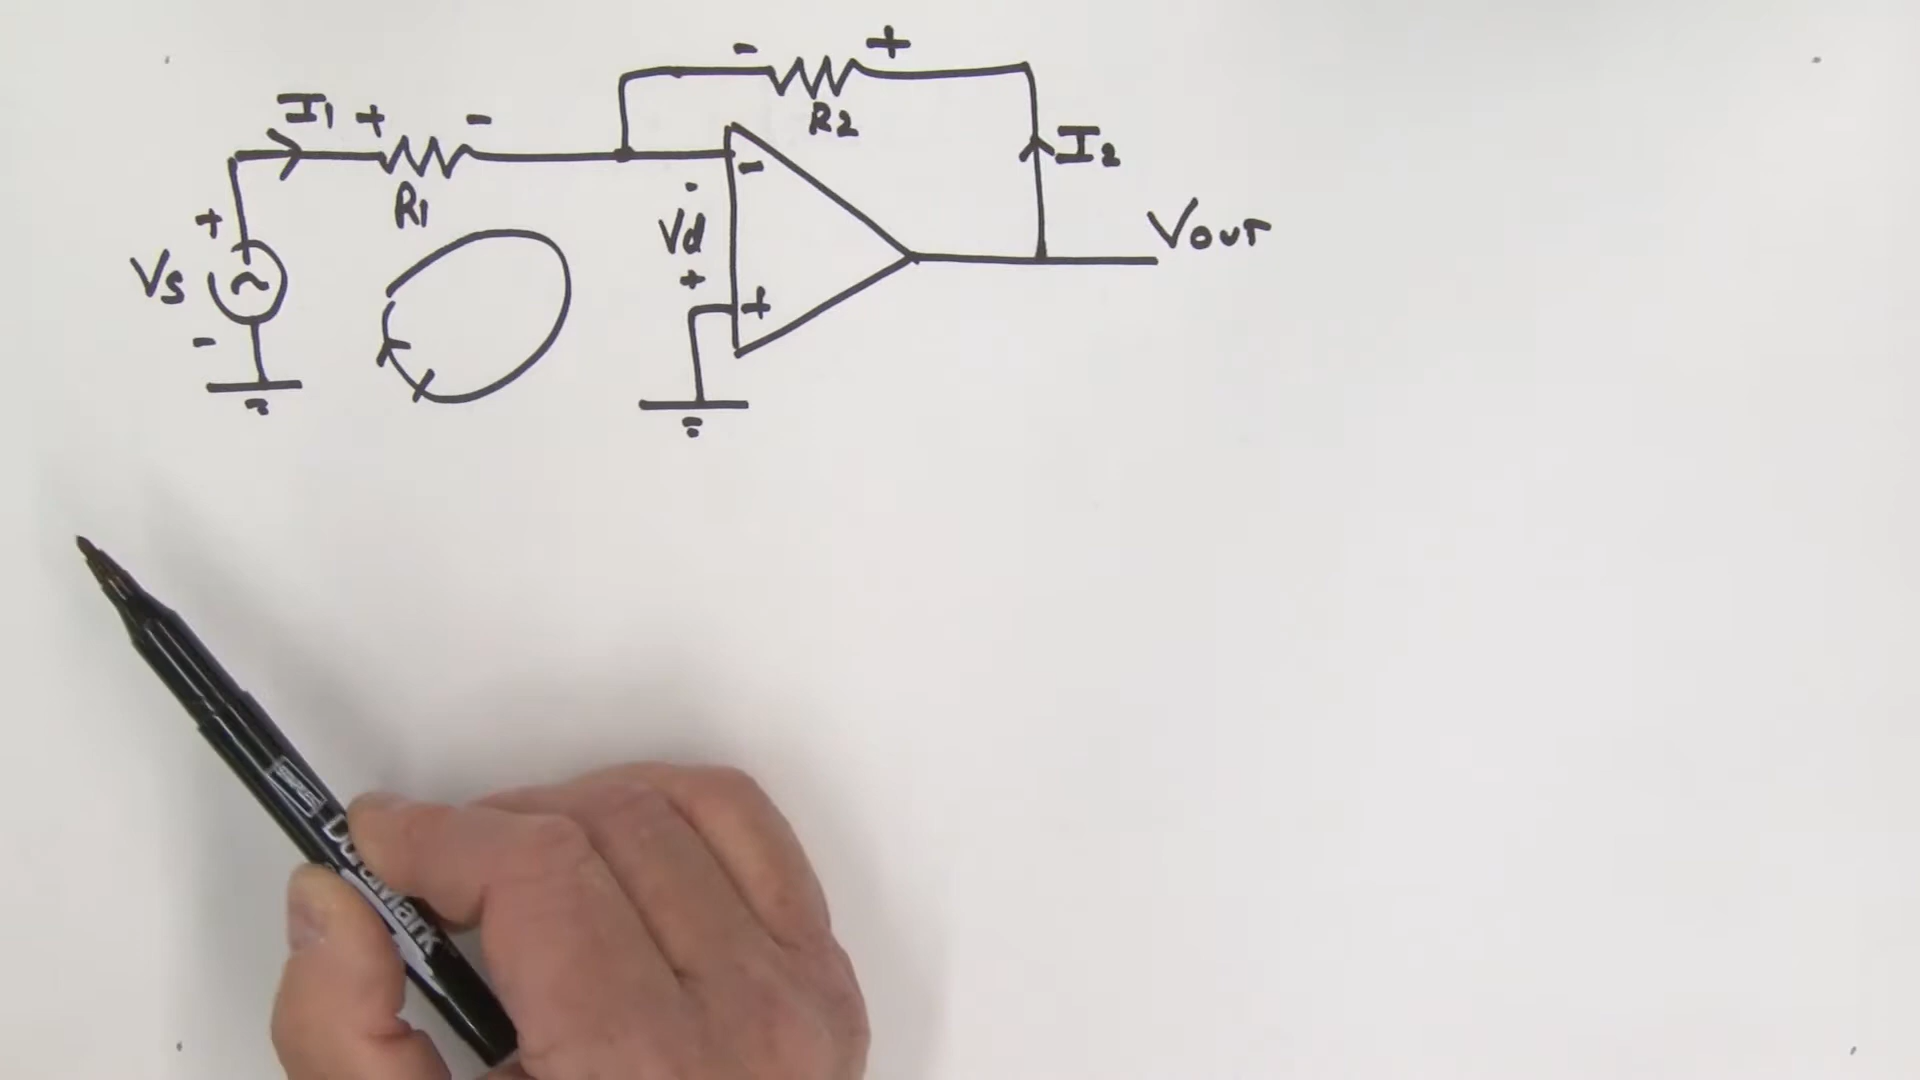 - +
I1 + -
R2
I2
R1
-
-
Vd
+
+
+
Vs
-
Vout
DuraMark